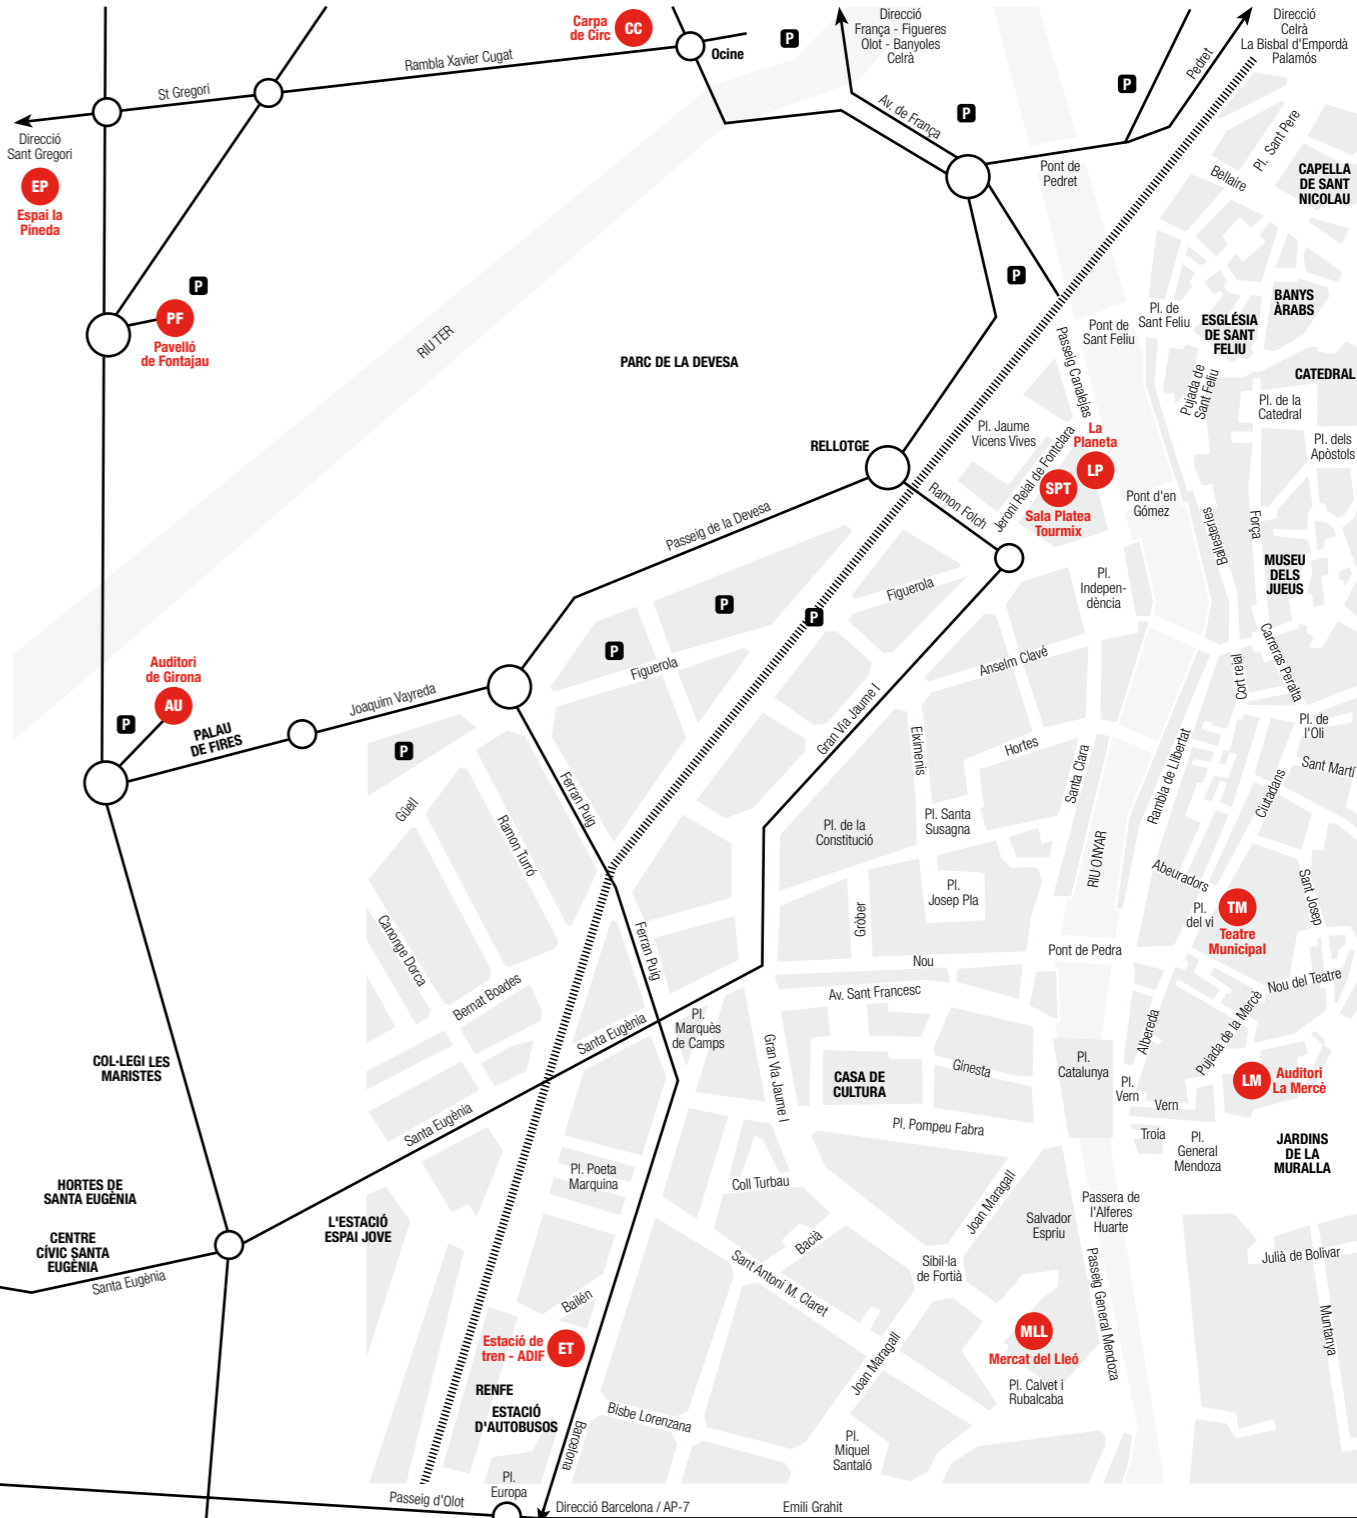 Carpa
de Circ
CC
Ocine
P
Direcció
França - Figueres
Olot - Banyoles
Celrà
Direcció
Celrà
La Bisbal d'Empordà
Palamós
Pedret
Rambla Xavier Cugat
St Gregori
Direcció
Sant Gregori
EP
Espai la
Pineda
Av. de França
P
P
Pont de
Pedret
Pl. Sant Pere
Bellaire
CAPELLA
DE SANT
NICOLAU
P
PF
Pavelló
de Fontajau
RIU TER
PARC DE LA DEVESA
P
Passeig Canalejas
Pont de
Sant Feliu
Pl. de
Sant Feliu
ESGLÉSIA
DE SANT
FELIU
BANYS
ÀRABS
Pujada de
Sant Feliu
CATEDRAL
Pl. de la
Catedral
Pl. dels
Apòstols
RELLOTGE
Pl. Jaume
Vicens Vives
Jeroni Reial de Fontclara
La
Planeta
LP
SPT
Sala Platea
Tourmix
Pont d'en
Gómez
Ramon Folch
Passeig de la Devesa
Ballesteries
Força
MUSEU
DELS
JUEUS
Pl.
Indepen-
dència
Figuerola
P
P
P
Figuerola
Anselm Clavé
Cort reial
Carreras Peralta
Auditori
de Girona
AU
P
PALAU
DE FIRES
Joaquim Vayreda
P
Gran Via Jaume I
Eiximenis
Hortes
Santa Clara
Rambla de Llibertat
Pl. de
l'Oli
Sant Martí
Ciutadans
Güell
Ramon Turró
Ferran Puig
Pl. de la
Constitució
Pl. Santa
Susagna
RIU ONYAR
Abeuradors
Pl.
Josep Pla
Gròber
Pl.
del vi
TM
Teatre
Municipal
Sant Josep
Canonge Dorca
Ferran Puig
Nou
Pont de Pedra
Bernat Boades
Av. Sant Francesc
Nou del Teatre
Pujada de la Mercè
Albereda
Santa Eugènia
Pl.
Marquès
de Camps
Gran Via Jaume I
COL·LEGI LES
MARISTES
CASA DE
CULTURA
Ginesta
Pl.
Catalunya
Pl.
Vern
Vern
LM
Auditori
La Mercè
Santa Eugènia
Pl. Pompeu Fabra
Troia
Pl.
General
Mendoza
JARDINS
DE LA
MURALLA
Pl. Poeta
Marquina
Coll Turbau
HORTES DE
SANTA EUGÈNIA
L'ESTACIÓ
ESPAI JOVE
CENTRE
CÍVIC SANTA
EUGÈNIA
Santa Eugènia
Joan Maragall
Salvador
Espriu
Passera de
l'Alferes
Huarte
Bacià
Sibil·la
de Fortià
Sant Antoni M. Claret
Passeig General Mendoza
Julià de Bolivar
Muntanya
Bailén
Estació de
tren - ADIF
ET
MLL
Mercat del Lleó
Joan Maragall
RENFE
ESTACIÓ
D'AUTOBUSOS
Pl. Calvet i
Rubalcaba
Bisbe Lorenzana
Barcelona
Pl.
Miquel
Santaló
Pl.
Europa
Passeig d'Olot
Direcció Barcelona / AP-7
Emili Grahit